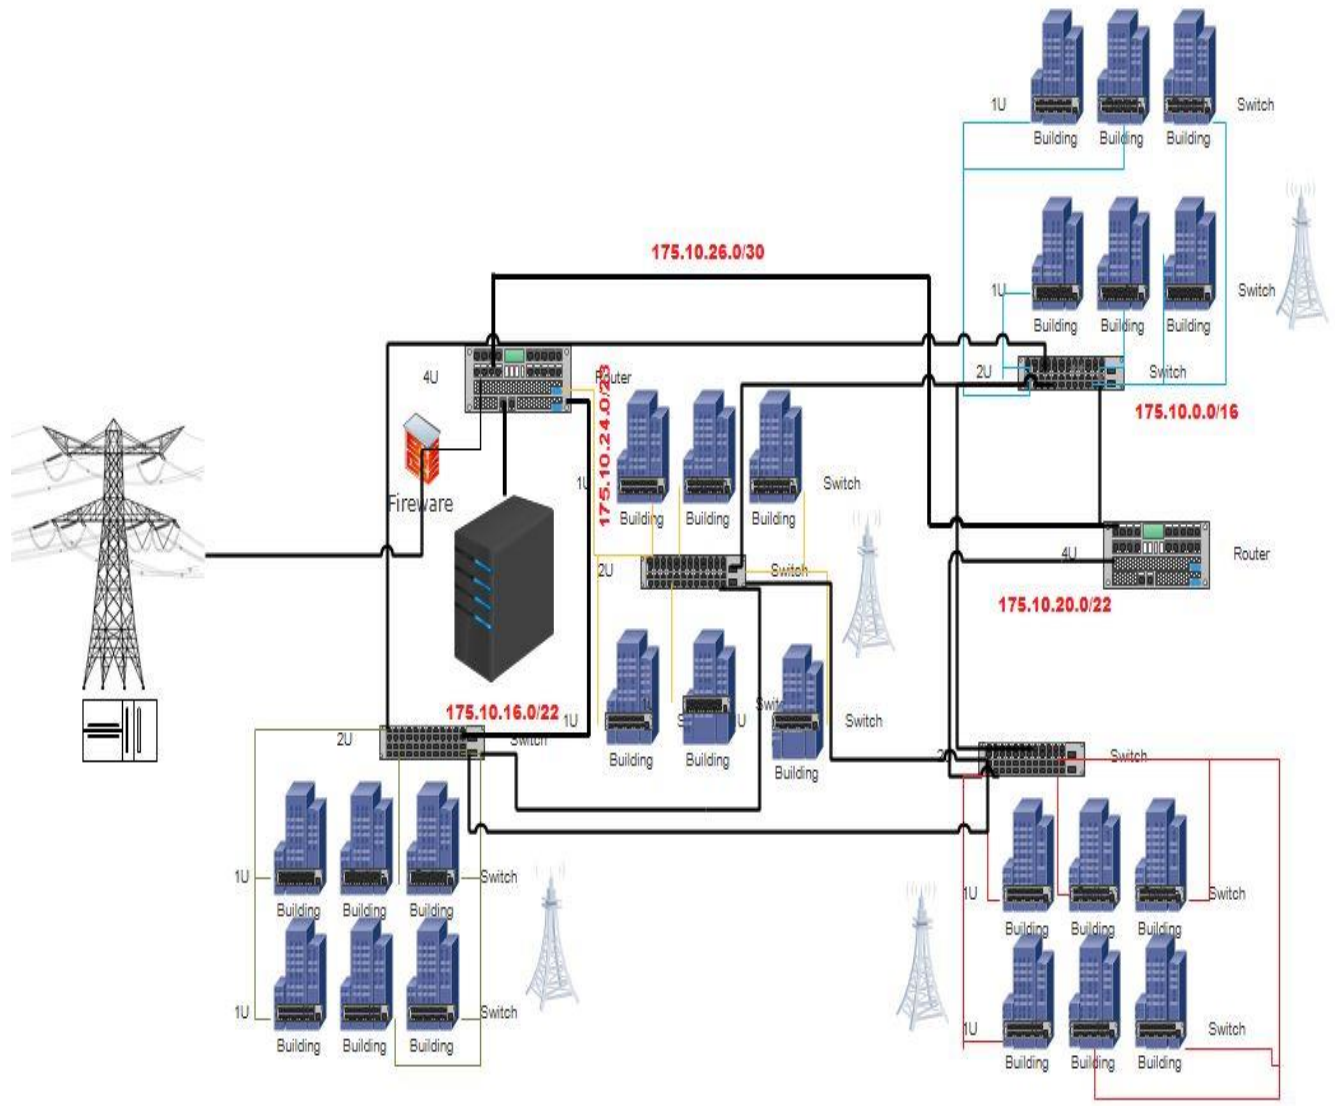 1U
Switch
Building
Building
Building
175.10.26.0/30
1U
Switch
Building
Building
Building
4U
Router
2U
Switch
175.10.0.0/16
175.10.24.0/23
Fireware
1U
Switch
Building
Building
Building
4U
Router
2U
Switch
175.10.20.0/22
175.10.16.0/22
1U
Switch
Building
Building
Building
2U
Switch
Switch
1U
Switch
Building
Building
Building
1U
Switch
Building
Building
Building
1U
Switch
Building
Building
Building
1U
Switch
Building
Building
Building